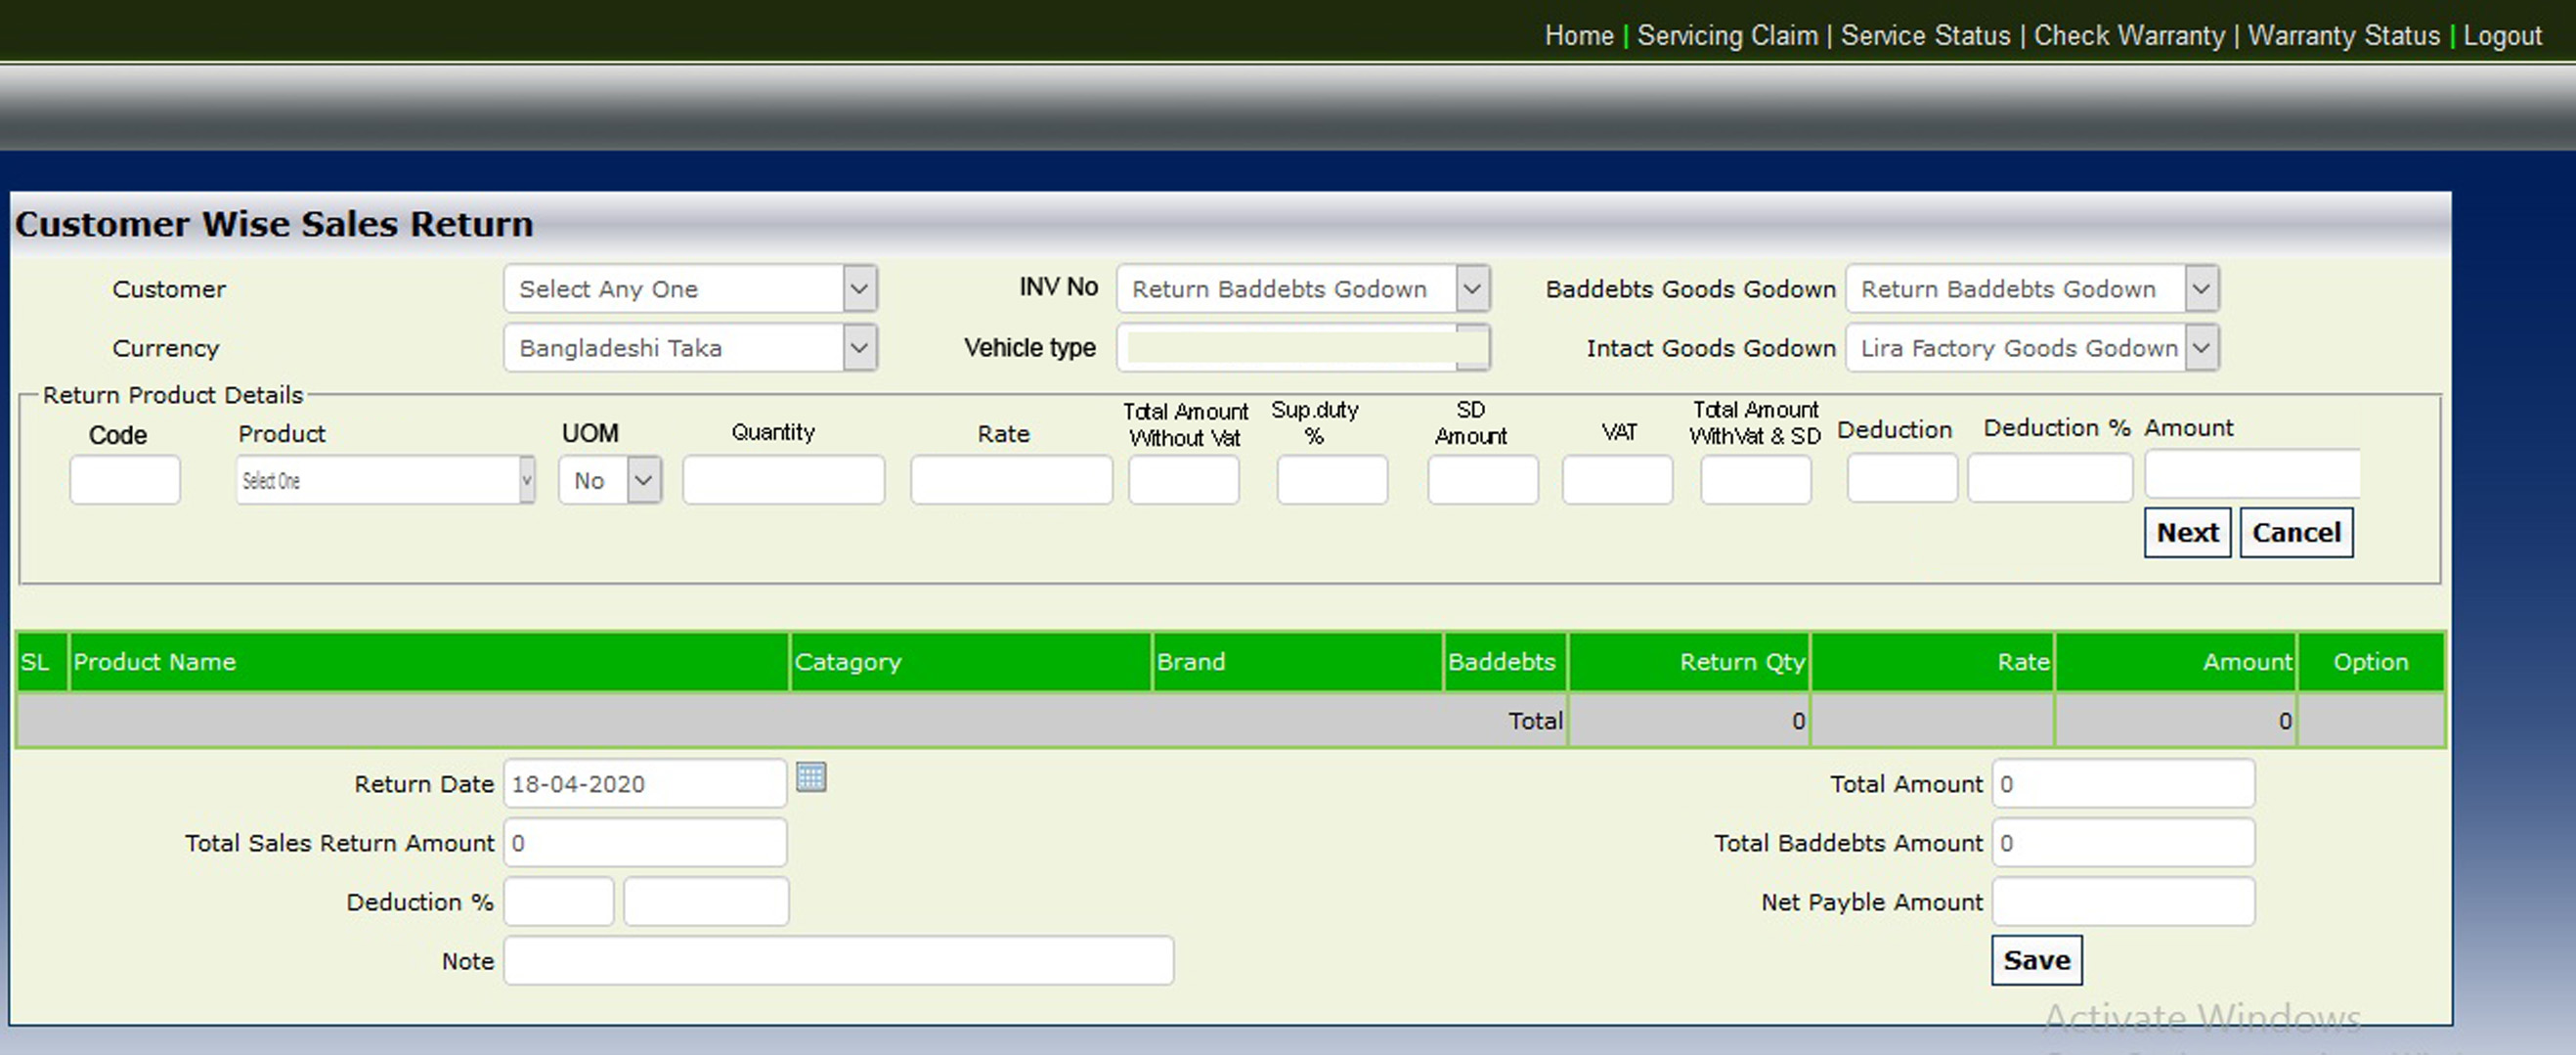 Home | Servicing Claim | Service Status | Check Warranty | Warranty Status | Logout
Customer Wise Sales Return
Customer Select Any One INV No Return Baddebts Godown Baddebts Goods Godown Return Baddebts Godown
Currency Bangladeshi Taka Vehicle type Intact Goods Godown Lira Factory Goods Godown
Return Product Details
Code Product UOM Quantity Rate Total Amount Without Vat Sup.duty % SD Amount VAT Total Amount WithVat & SD Deduction Deduction % Amount
Select One No
Next Cancel
SL Product Name Catagory Brand Baddebts Return Qty Rate Amount Option
Total 0 0
Return Date 18-04-2020 Total Amount 0
Total Sales Return Amount 0 Total Baddebts Amount 0
Deduction % Net Payble Amount
Note Save
Activate Windows